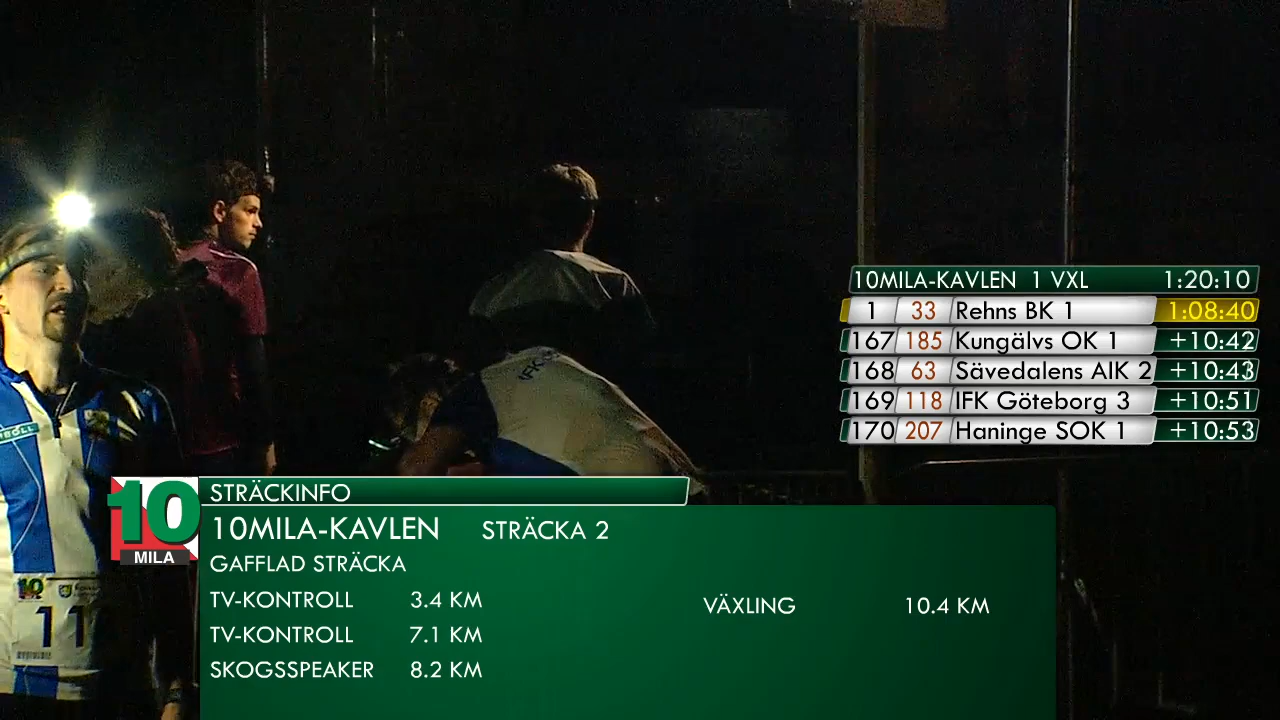 10MILA-KAVLEN 1 VXL 1:20:10
1 33 Rehns BK 1 1:08:40
167 185 Kungälvs OK 1 +10:42
168 63 Sävedalens AIK 2 +10:43
169 118 IFK Göteborg 3 +10:51
170 207 Haninge SOK 1 +10:53
IFK
10
MILA
STRÄCKINFO
10MILA-KAVLEN STRÄCKA 2
GAFFLAD STRÄCKA
TV-KONTROLL 3.4 KM
VÄXLING 10.4 KM
TV-KONTROLL 7.1 KM
SKOGSSPEAKER 8.2 KM
10
11